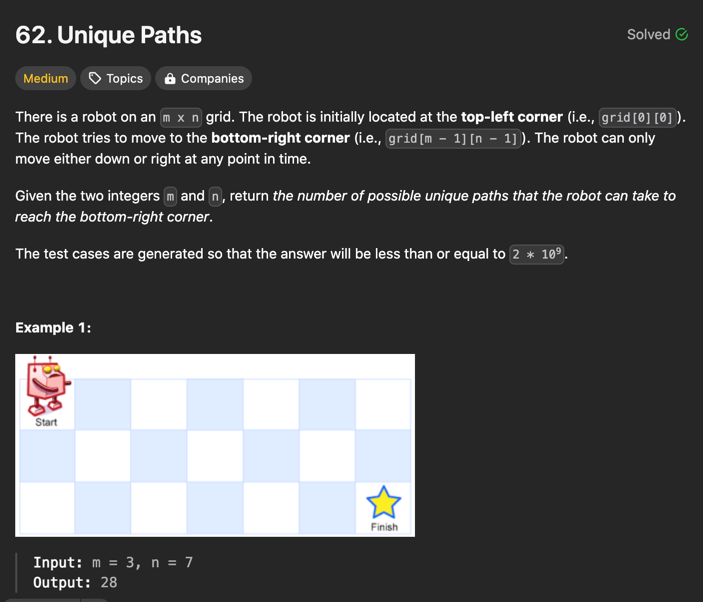 62. Unique Paths
Solved
Medium
Topics
Companies
There is a robot on an m x n grid. The robot is initially located at the top-left corner (i.e., grid[0][0]).
The robot tries to move to the bottom-right corner (i.e., grid[m - 1][n - 1]). The robot can only
move either down or right at any point in time.
Given the two integers m and n, return the number of possible unique paths that the robot can take to
reach the bottom-right corner.
The test cases are generated so that the answer will be less than or equal to 2 * 10⁹.
Example 1:
Start
Finish
Input: m = 3, n = 7
Output: 28